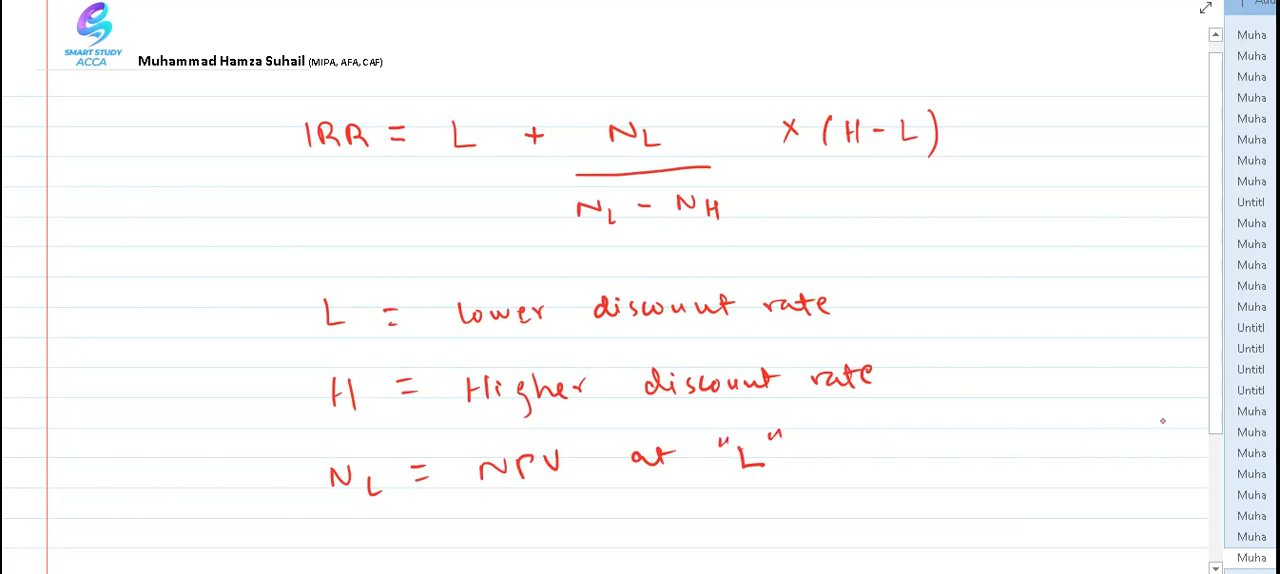 SMART STUDY
ACCA
Muhammad Hamza Suhail (MIPA, AFA, CAF)
IRR = L + NL / NL - NH × (H - L)
L = Lower discount rate
H = Higher discount rate
NL = NPV at "L"
Muha
Muha
Muha
Muha
Muha
Muha
Muha
Muha
Untitl
Muha
Muha
Muha
Muha
Muha
Untitl
Untitl
Untitl
Untitl
Muha
Muha
Muha
Muha
Muha
Muha
Muha
Muha